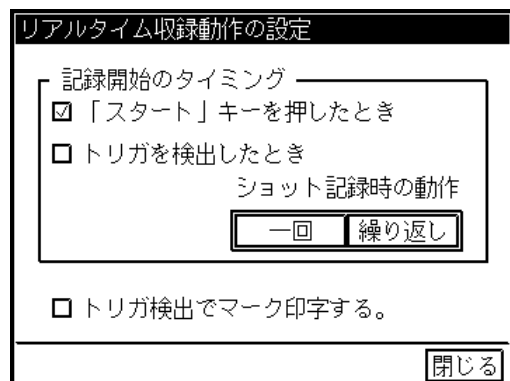 リアルタイム収録動作の設定
記録開始のタイミング
「スタート」キーを押したとき
トリガを検出したとき
ショット記録時の動作
一回 繰り返し
トリガ検出でマーク印字する。
閉じる